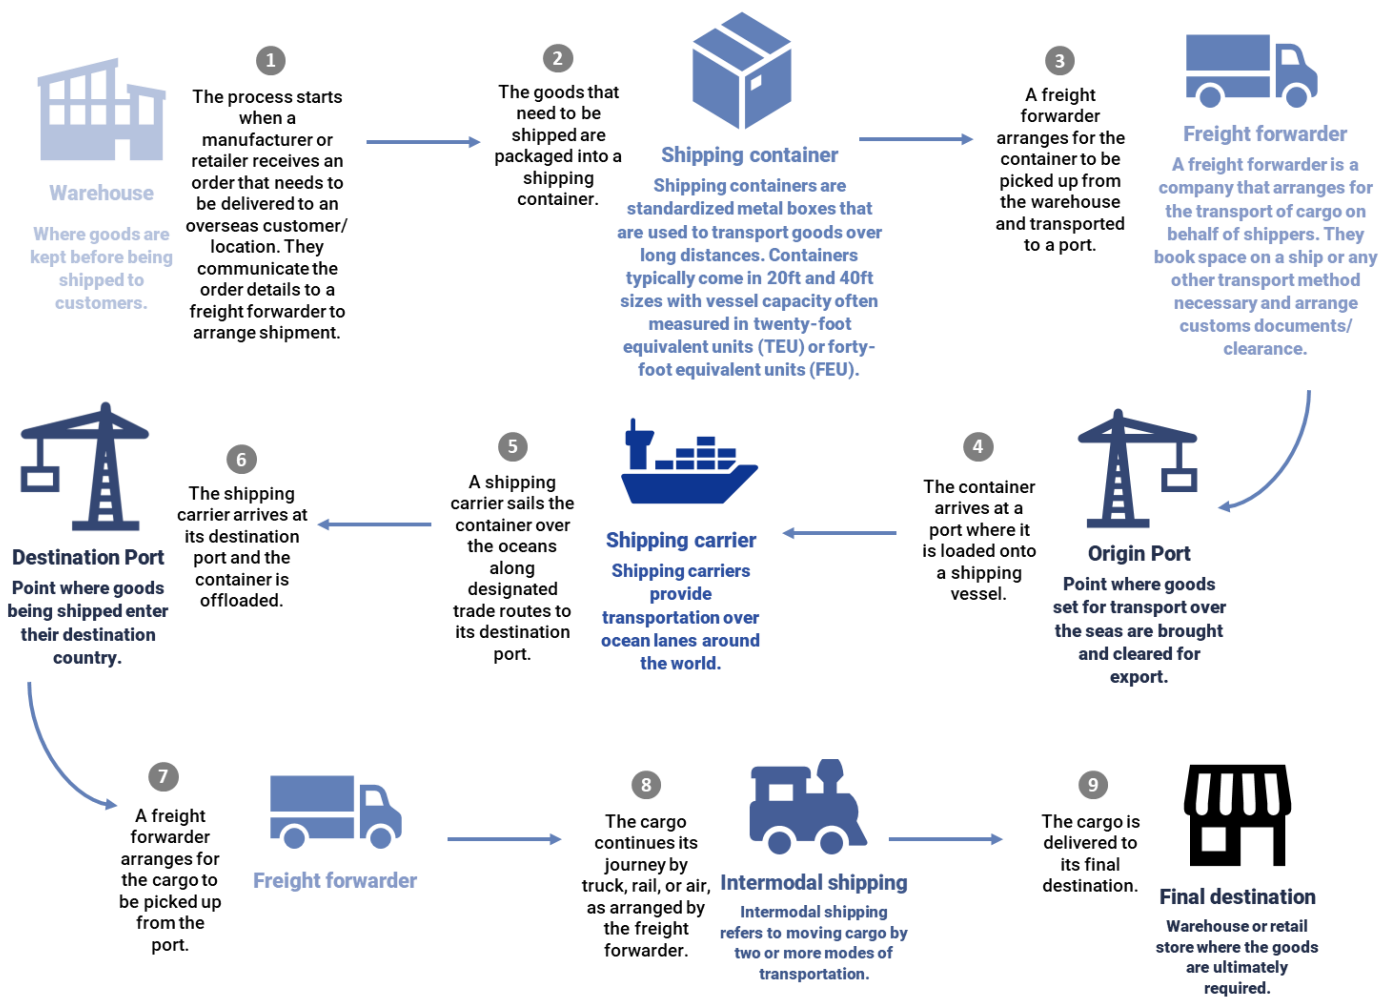 1
The process starts
when a
manufacturer or
retailer receives an
order that needs to
be delivered to an
overseas customer/
location. They
communicate the
order details to a
freight forwarder to
arrange shipment.
Warehouse
Where goods are
kept before being
shipped to
customers.
2
The goods that
need to be
shipped are
packaged into a
shipping
container.
Shipping container
Shipping containers are
standardized metal boxes that
are used to transport goods over
long distances. Containers
typically come in 20ft and 40ft
sizes with vessel capacity often
measured in twenty-foot
equivalent units (TEU) or forty-
foot equivalent units (FEU).
3
A freight
forwarder
arranges for the
container to be
picked up from
the warehouse
and transported
to a port.
Freight forwarder
A freight forwarder is a
company that arranges for
the transport of cargo on
behalf of shippers. They
book space on a ship or any
other transport method
necessary and arrange
customs documents/
clearance.
4
The container
arrives at a
port where it
is loaded onto
a shipping
vessel.
Origin Port
Point where goods
set for transport over
the seas are brought
and cleared for
export.
5
A shipping
carrier sails the
container over
the oceans
along
designated
trade routes to
its destination
port.
Shipping carrier
Shipping carriers
provide
transportation over
ocean lanes around
the world.
6
The shipping
carrier arrives at
its destination
port and the
container is
offloaded.
Destination Port
Point where goods
being shipped enter
their destination
country.
7
A freight
forwarder
arranges for
the cargo to
be picked up
from the
port.
Freight forwarder
8
The cargo
continues its
journey by
truck, rail, or air,
as arranged by
the freight
forwarder.
Intermodal shipping
Intermodal shipping
refers to moving cargo by
two or more modes of
transportation.
9
The cargo is
delivered to
its final
destination.
Final destination
Warehouse or retail
store where the goods
are ultimately
required.